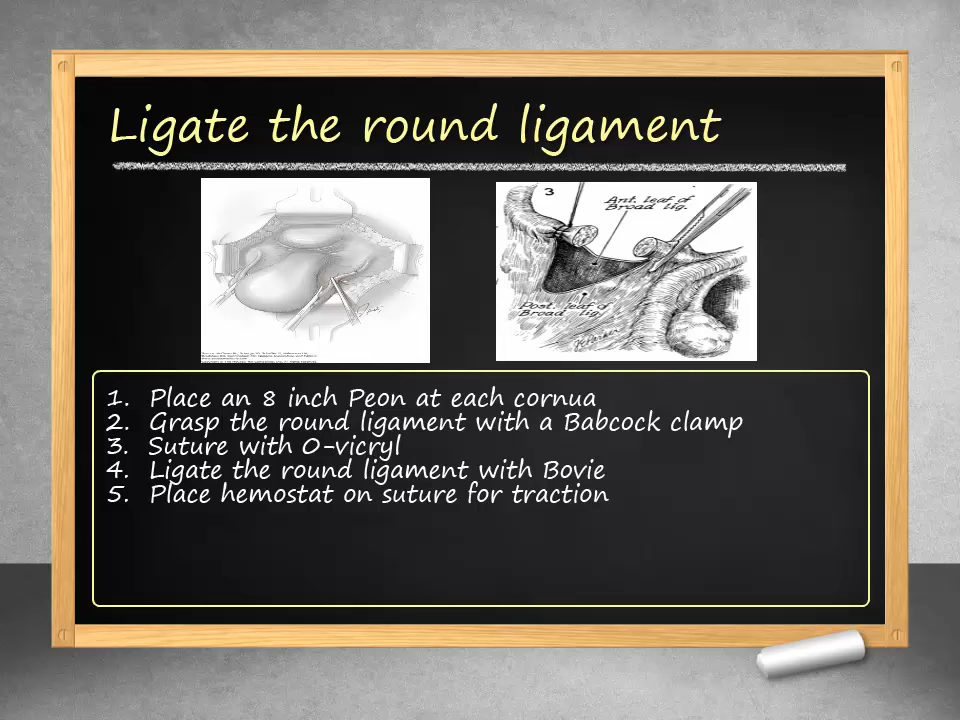 Ligate the round ligament
3
Ant. leaf of
Broad lig.
Post. leaf of
Broad lig.
1. Place an 8 inch Peon at each cornua
2. Grasp the round ligament with a Babcock clamp
3. Suture with O-vicryl
4. Ligate the round ligament with Bovie
5. Place hemostat on suture for traction